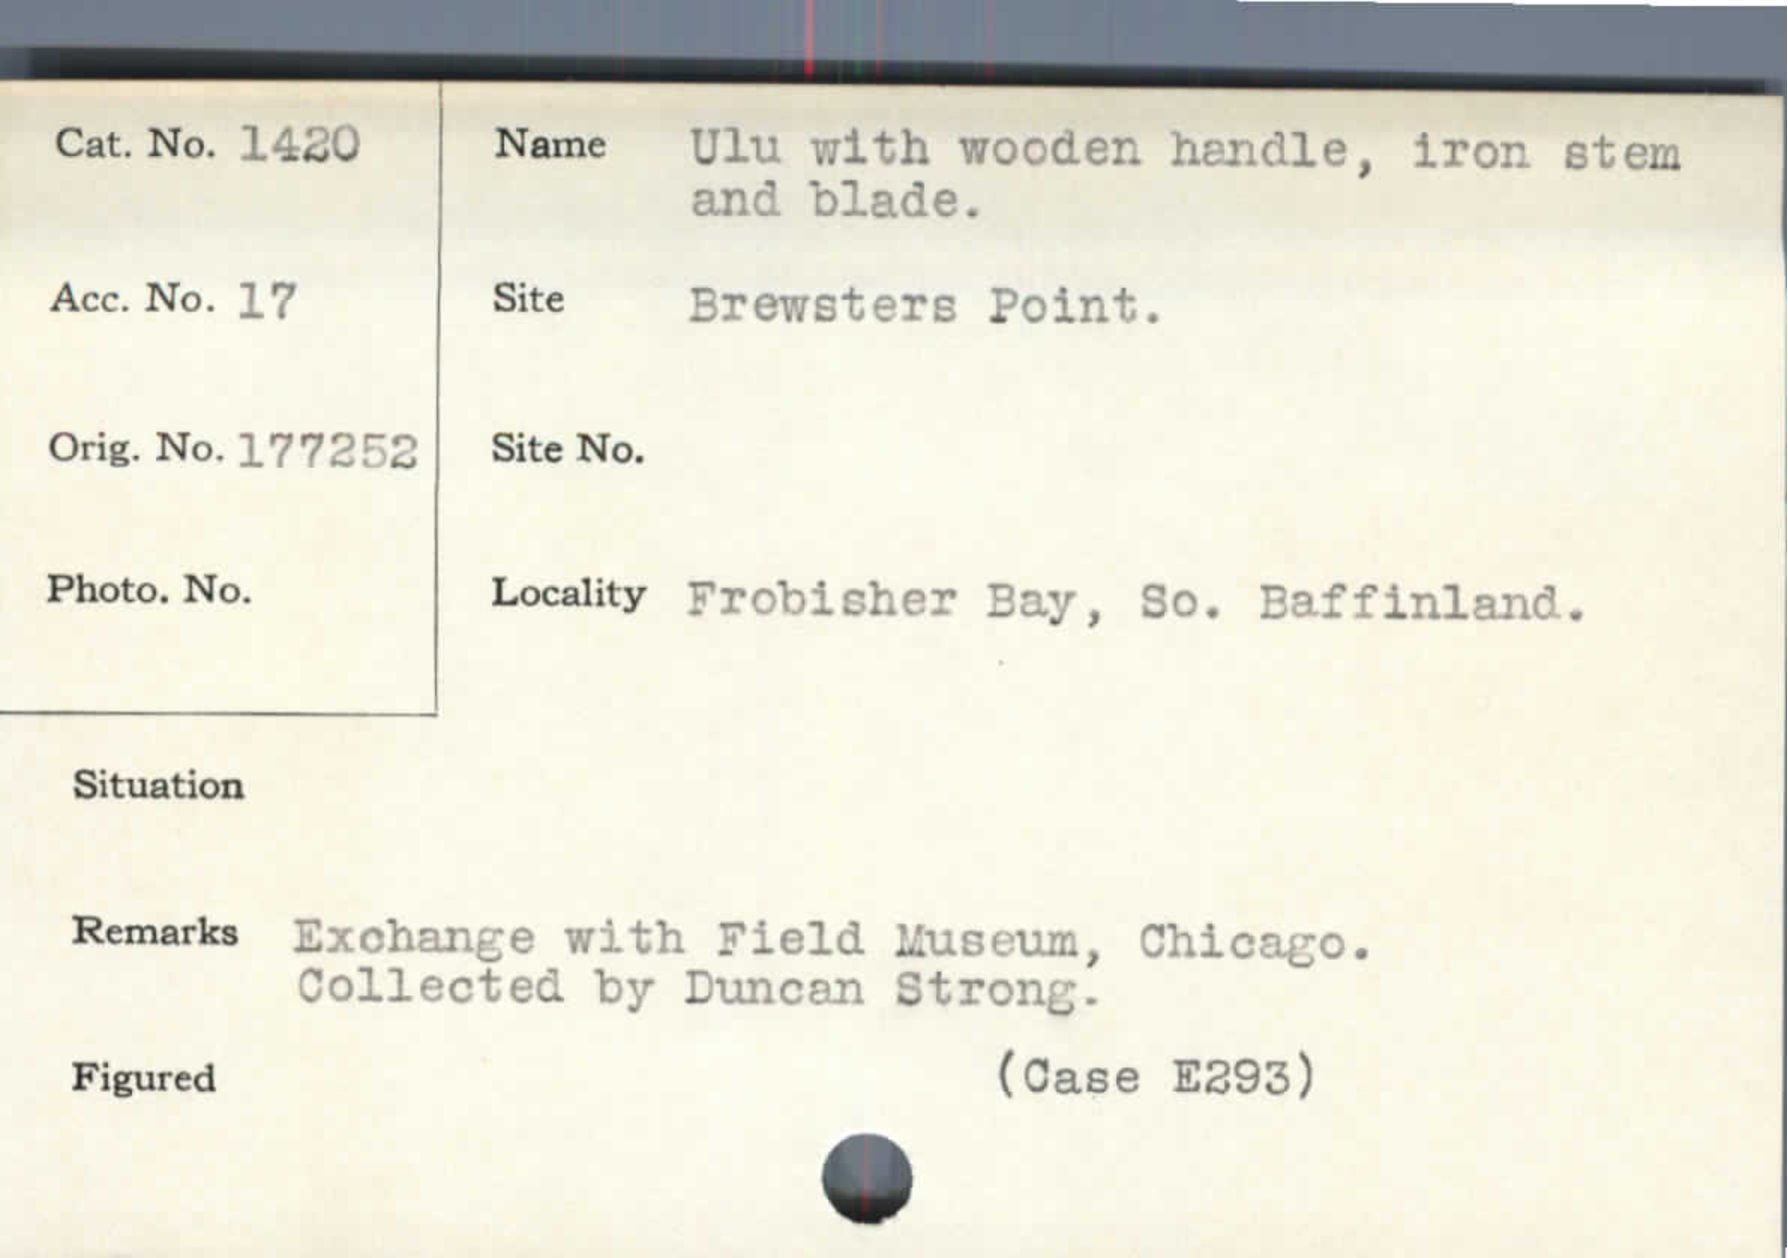 Cat. No. 1420
Name Ulu with wooden handle, iron stem
and blade.
Acc. No. 17
Site Brewsters Point.
Orig. No. 177252
Site No.
Photo. No.
Locality Frobisher Bay, So. Baffinland.
Situation
Remarks Exchange with Field Museum, Chicago.
Collected by Duncan Strong.
Figured
(Case E293)